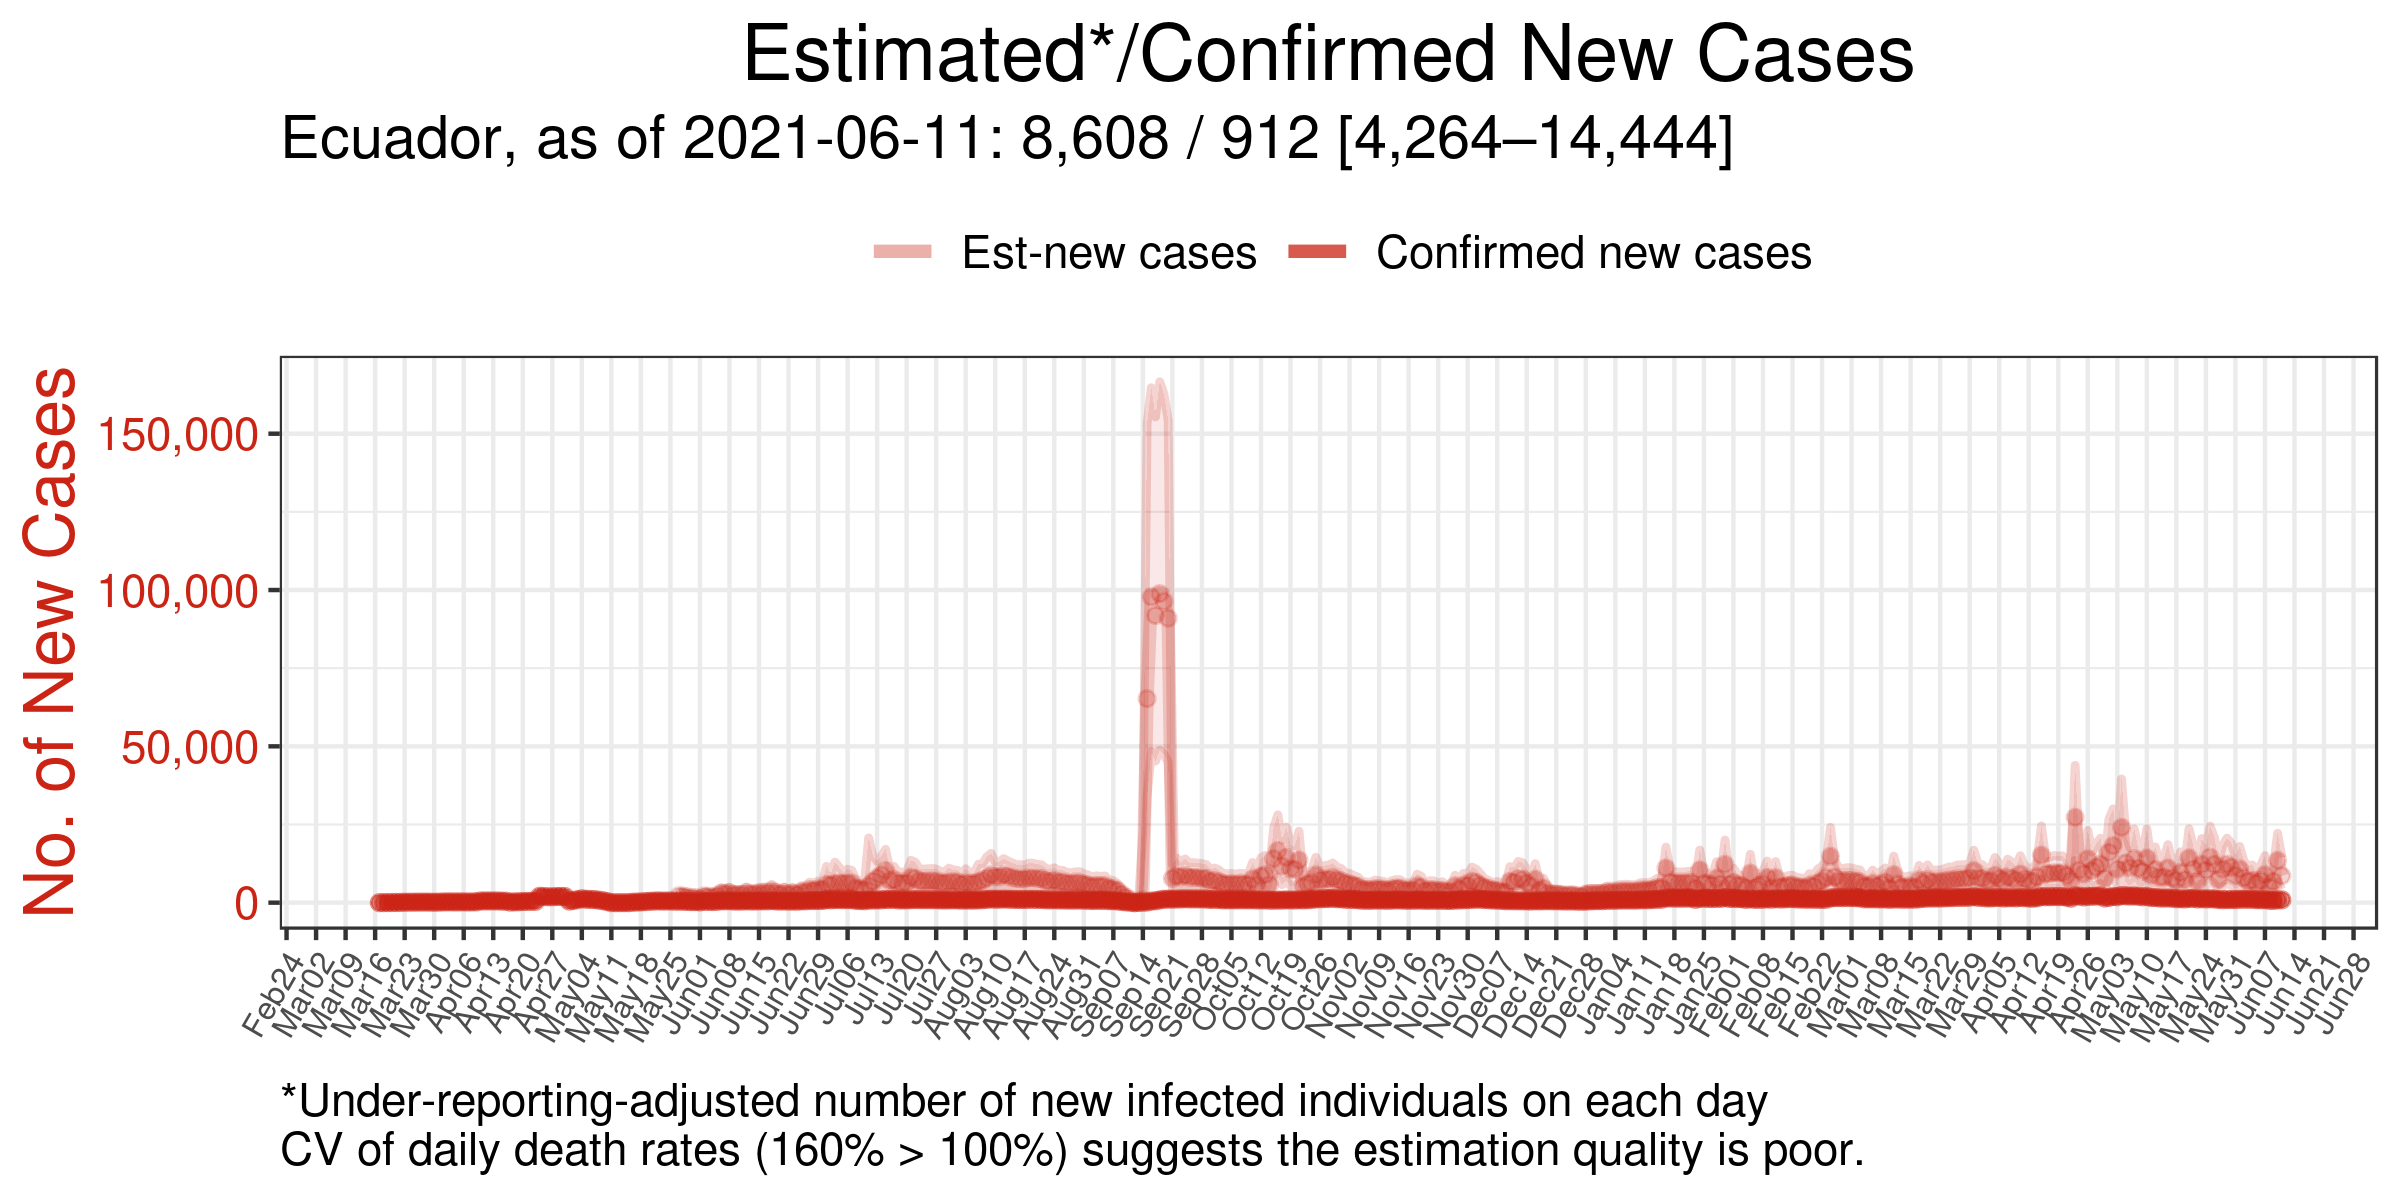 Estimated*/Confirmed New Cases
Ecuador, as of 2021-06-11: 8,608 / 912 [4,264–14,444]
Est-new cases
Confirmed new cases
No. of New Cases
150,000
100,000
50,000
0
Feb24
Mar02
Mar09
Mar16
Mar23
Mar30
Apr06
Apr13
Apr20
Apr27
May04
May11
May18
May25
Jun01
Jun08
Jun15
Jun22
Jun29
Jul06
Jul13
Jul20
Jul27
Aug03
Aug10
Aug17
Aug24
Aug31
Sep07
Sep14
Sep21
Sep28
Oct05
Oct12
Oct19
Oct26
Nov02
Nov09
Nov16
Nov23
Nov30
Dec07
Dec14
Dec21
Dec28
Jan04
Jan11
Jan18
Jan25
Feb01
Feb08
Feb15
Feb22
Mar01
Mar08
Mar15
Mar22
Mar29
Apr05
Apr12
Apr19
Apr26
May03
May10
May17
May24
May31
Jun07
Jun14
Jun21
Jun28
*Under-reporting-adjusted number of new infected individuals on each day
CV of daily death rates (160% > 100%) suggests the estimation quality is poor.